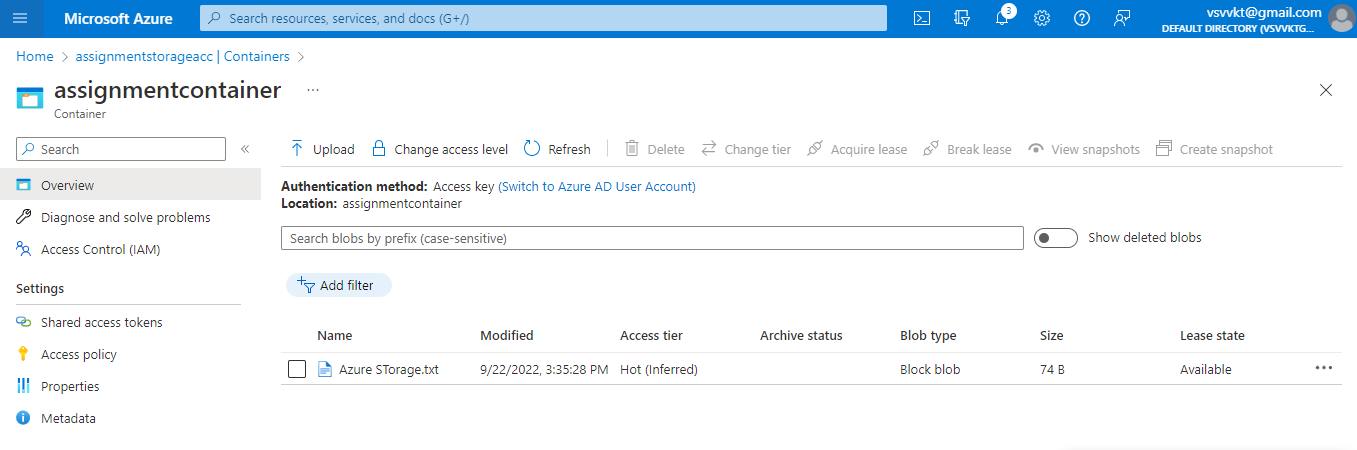 Microsoft Azure
Search resources, services, and docs (G+/)
3
vsvvkt@gmail.com
DEFAULT DIRECTORY (VSVVKTG...
Home > assignmentstorageacc | Containers >
assignmentcontainer ...
Container
Search «
Upload Change access level Refresh Delete Change tier Acquire lease Break lease View snapshots Create snapshot
Overview
Diagnose and solve problems
Access Control (IAM)
Settings
Shared access tokens
Access policy
Properties
Metadata
Authentication method: Access key (Switch to Azure AD User Account)
Location: assignmentcontainer
Search blobs by prefix (case-sensitive)
Show deleted blobs
Add filter
Name Modified Access tier Archive status Blob type Size Lease state
Azure STorage.txt 9/22/2022, 3:35:28 PM Hot (Inferred) Block blob 74 B Available ...